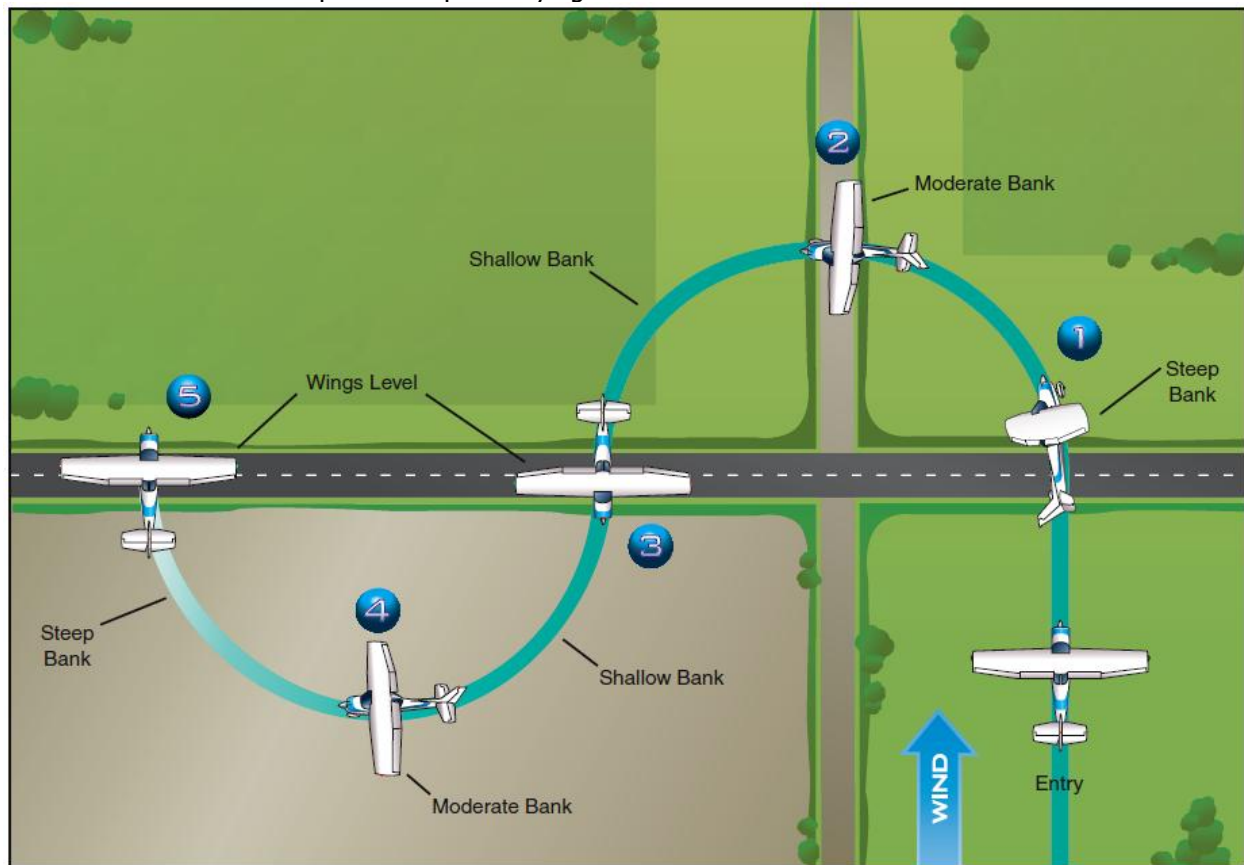 2
Moderate Bank
Shallow Bank
1
Steep
Bank
5
Wings Level
3
4
Steep
Bank
Shallow Bank
Moderate Bank
WIND
Entry